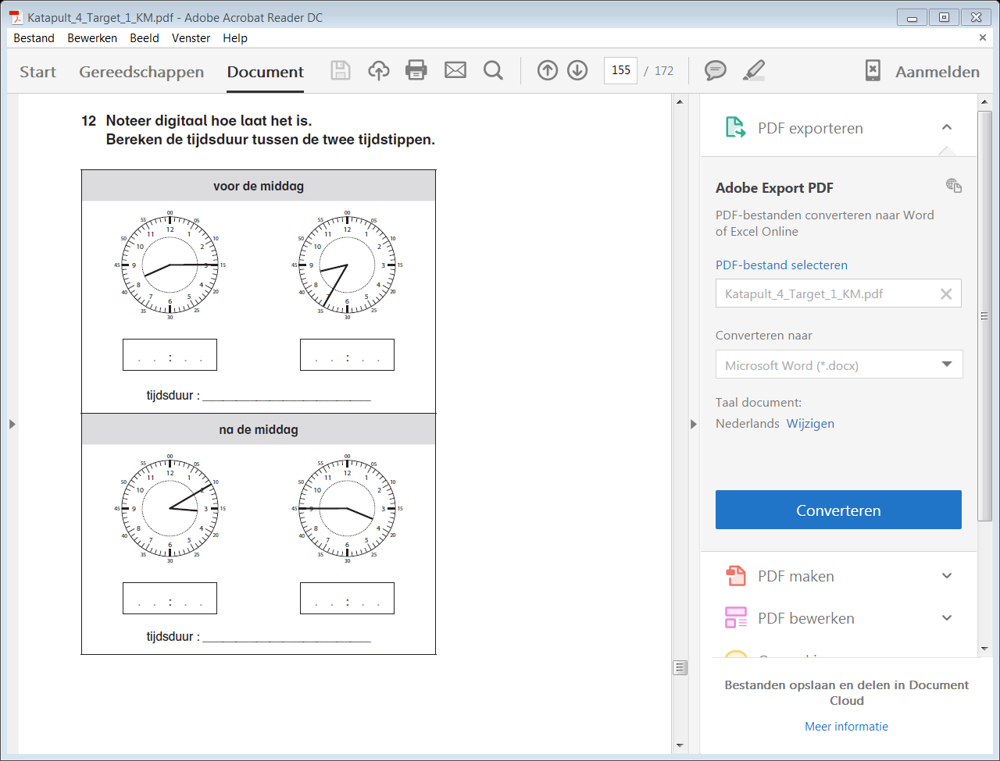 Katapult_4_Target_1_KM.pdf - Adobe Acrobat Reader DC
Bestand Bewerken Beeld Venster Help
Start Gereedschappen Document 155 / 172 Aanmelden
12 Noteer digitaal hoe laat het is.
Bereken de tijdsduur tussen de twee tijdstippen.
voor de middag
00 05 10 15 20 25 30 35 40 45 50 55
12 1 2 3 4 5 6 7 8 9 10 11
00 05 10 15 20 25 30 35 40 45 50 55
12 1 2 3 4 5 6 7 8 9 10 11
. . : . .
. . : . .
tijdsduur : ___________________________
na de middag
00 05 10 15 20 25 30 35 40 45 50 55
12 1 2 3 4 5 6 7 8 9 10 11
00 05 10 15 20 25 30 35 40 45 50 55
12 1 2 3 4 5 6 7 8 9 10 11
. . : . .
. . : . .
tijdsduur : ___________________________
PDF exporteren
Adobe Export PDF
PDF-bestanden converteren naar Word
of Excel Online
PDF-bestand selecteren
Katapult_4_Target_1_KM.pdf
Converteren naar
Microsoft Word (*.docx)
Taal document:
Nederlands Wijzigen
Converteren
PDF maken
PDF bewerken
Bestanden opslaan en delen in Document
Cloud
Meer informatie